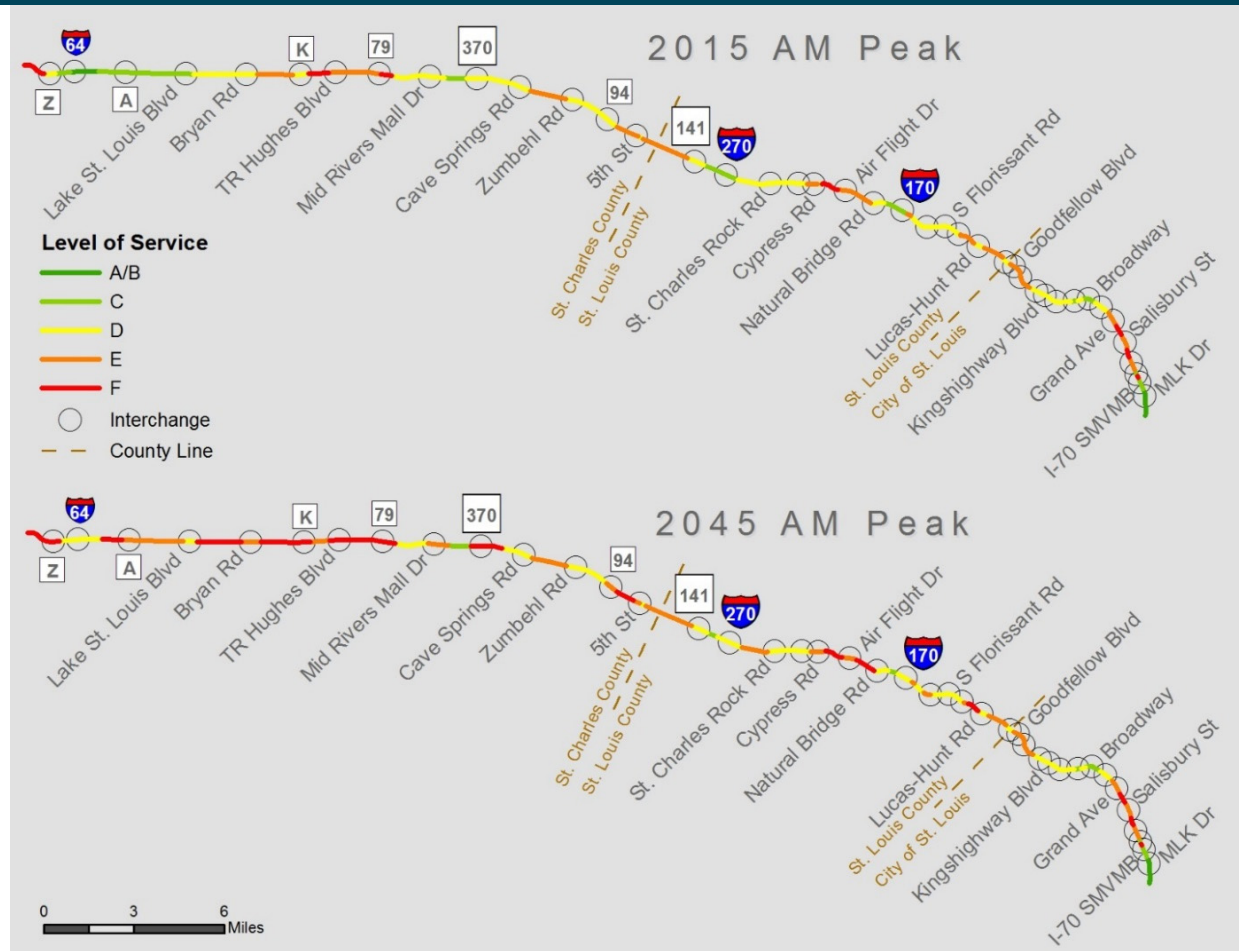 2015 AM Peak
64
K
79
370
94
141
270
170
Z
A
Lake St. Louis Blvd
Bryan Rd
TR Hughes Blvd
Mid Rivers Mall Dr
Cave Springs Rd
Zumbehl Rd
5th St
St. Charles County
St. Louis County
St. Charles Rock Rd
Cypress Rd
Air Flight Dr
Natural Bridge Rd
S Florissant Rd
Lucas-Hunt Rd
St. Louis County
City of St. Louis
Goodfellow Blvd
Kingshighway Blvd
Broadway
Grand Ave
Salisbury St
I-70 SMVMB
MLK Dr
Level of Service
A/B
C
D
E
F
Interchange
County Line
2045 AM Peak
64
K
79
370
94
141
270
170
Z
A
Lake St. Louis Blvd
Bryan Rd
TR Hughes Blvd
Mid Rivers Mall Dr
Cave Springs Rd
Zumbehl Rd
5th St
St. Charles County
St. Louis County
St. Charles Rock Rd
Cypress Rd
Air Flight Dr
Natural Bridge Rd
S Florissant Rd
Lucas-Hunt Rd
St. Louis County
City of St. Louis
Goodfellow Blvd
Kingshighway Blvd
Broadway
Grand Ave
Salisbury St
I-70 SMVMB
MLK Dr
0 3 6
Miles